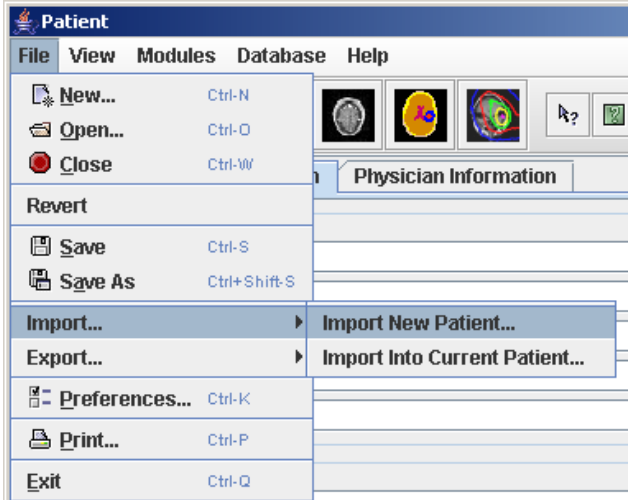 Patient
File View Modules Database Help
New... Ctrl-N
Open... Ctrl-O
Close Ctrl-W
Physician Information
Revert
Save Ctrl-S
Save As Ctrl+Shift-S
Import...
Import New Patient...
Export...
Import Into Current Patient...
Preferences... Ctrl-K
Print... Ctrl-P
Exit Ctrl-Q